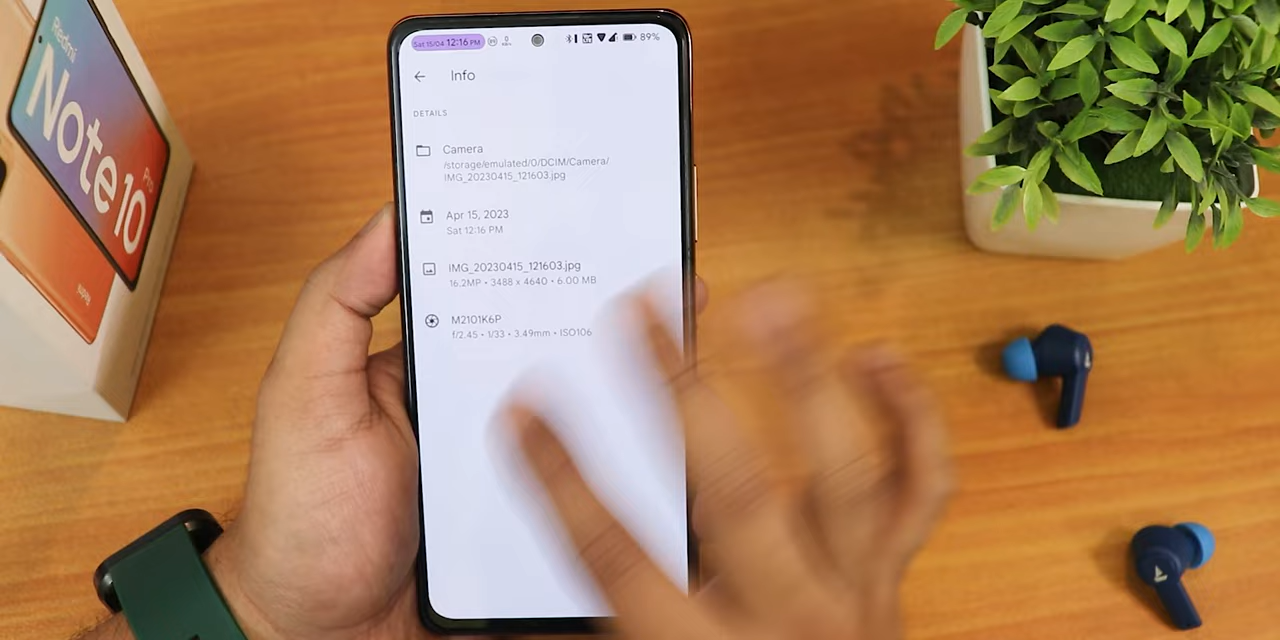 Redmi
Note 10
Pro
Redmi
Sat 15/04 12:16 PM
89%
Info
DETAILS
Camera
/storage/emulated/0/DCIM/Camera/
IMG_20230415_121603.jpg
Apr 15, 2023
Sat 12:16 PM
IMG_20230415_121603.jpg
16.2MP • 3488 x 4640 • 6.00 MB
M2101K6P
f/2.45 • 1/33 • 3.49mm • ISO106